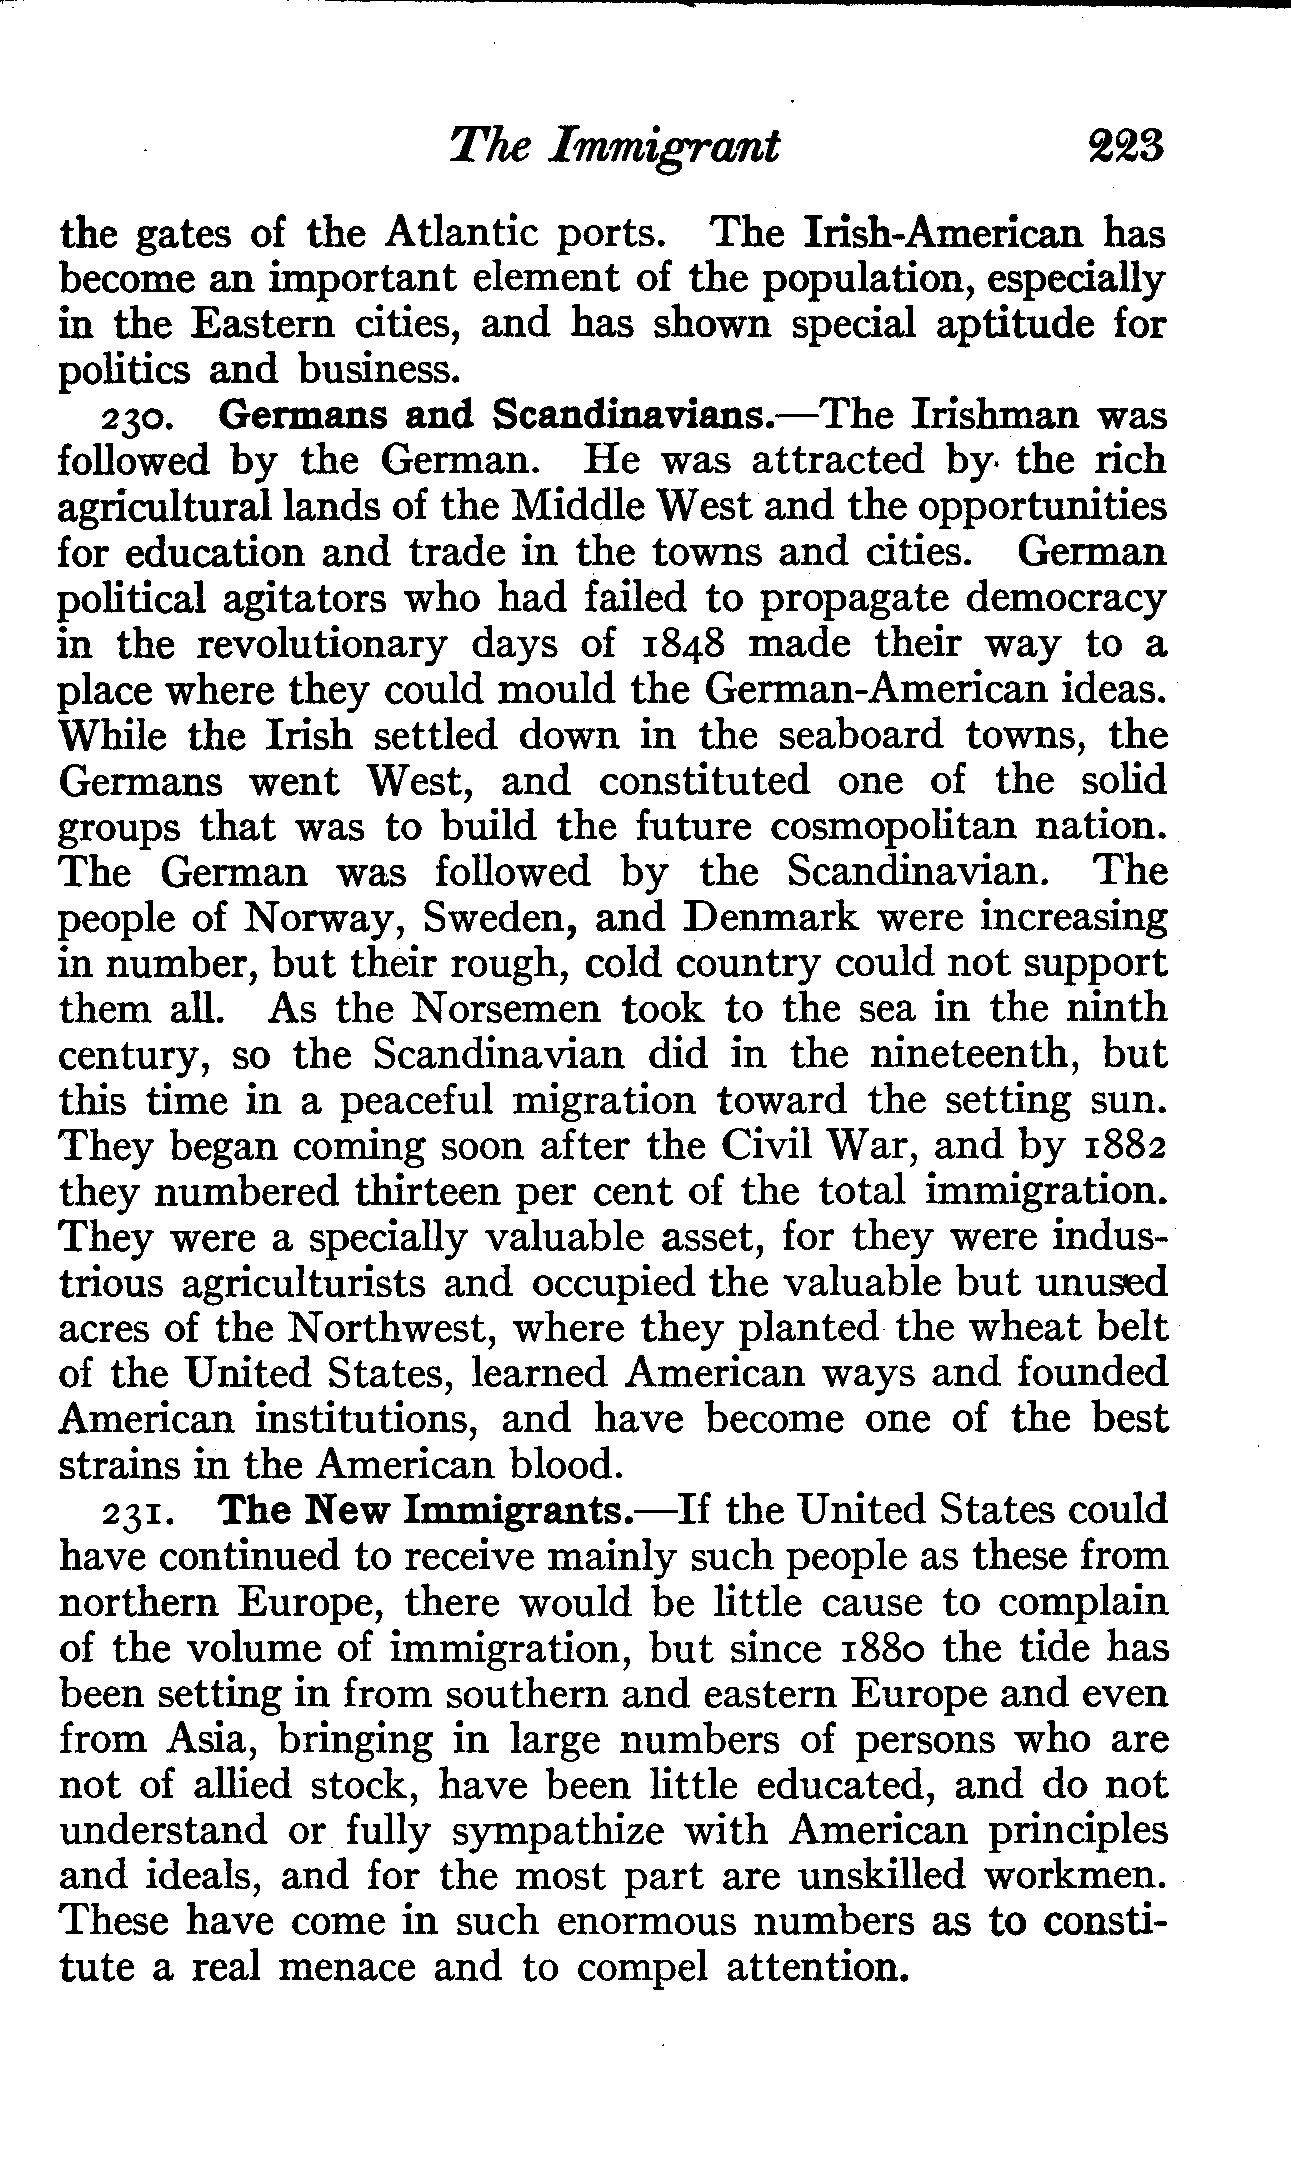 The Immigrant 223
the gates of the Atlantic ports. The Irish-American has
become an important element of the population, especially
in the Eastern cities, and has shown special aptitude for
politics and business.
230. Germans and Scandinavians.—The Irishman was
followed by the German. He was attracted by the rich
agricultural lands of the Middle West and the opportunities
for education and trade in the towns and cities. German
political agitators who had failed to propagate democracy
in the revolutionary days of 1848 made their way to a
place where they could mould the German-American ideas.
While the Irish settled down in the seaboard towns, the
Germans went West, and constituted one of the solid
groups that was to build the future cosmopolitan nation.
The German was followed by the Scandinavian. The
people of Norway, Sweden, and Denmark were increasing
in number, but their rough, cold country could not support
them all. As the Norsemen took to the sea in the ninth
century, so the Scandinavian did in the nineteenth, but
this time in a peaceful migration toward the setting sun.
They began coming soon after the Civil War, and by 1882
they numbered thirteen per cent of the total immigration.
They were a specially valuable asset, for they were indus-
trious agriculturists and occupied the valuable but unused
acres of the Northwest, where they planted the wheat belt
of the United States, learned American ways and founded
American institutions, and have become one of the best
strains in the American blood.
231. The New Immigrants.—If the United States could
have continued to receive mainly such people as these from
northern Europe, there would be little cause to complain
of the volume of immigration, but since 1880 the tide has
been setting in from southern and eastern Europe and even
from Asia, bringing in large numbers of persons who are
not of allied stock, have been little educated, and do not
understand or fully sympathize with American principles
and ideals, and for the most part are unskilled workmen.
These have come in such enormous numbers as to consti-
tute a real menace and to compel attention.